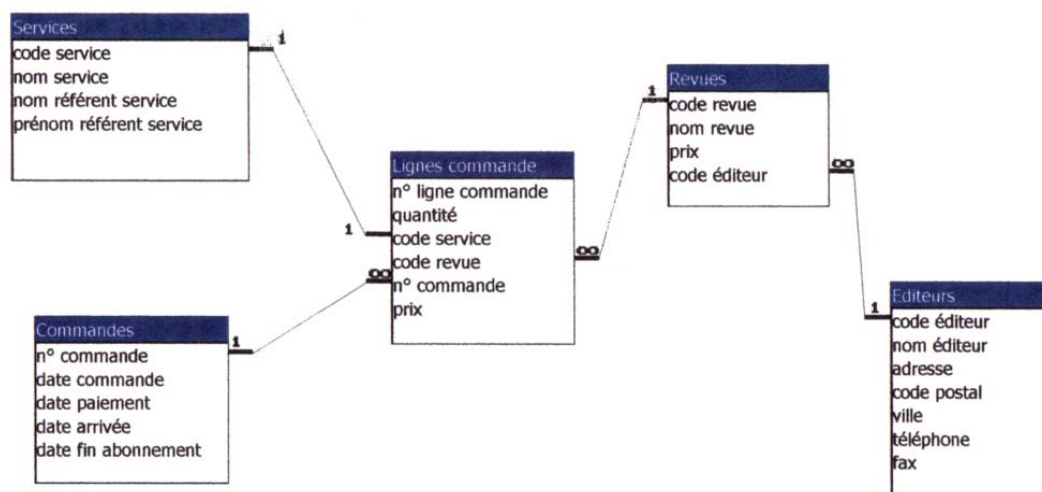 Services
code service
nom service
nom référent service
prénom référent service
1
1
Lignes commande
n° ligne commande
quantité
code service
code revue
n° commande
prix
∞
∞
Commandes
n° commande
date commande
date paiement
date arrivée
date fin abonnement
1
Revues
code revue
nom revue
prix
code éditeur
1
∞
Editeurs
code éditeur
nom éditeur
adresse
code postal
ville
téléphone
fax
1